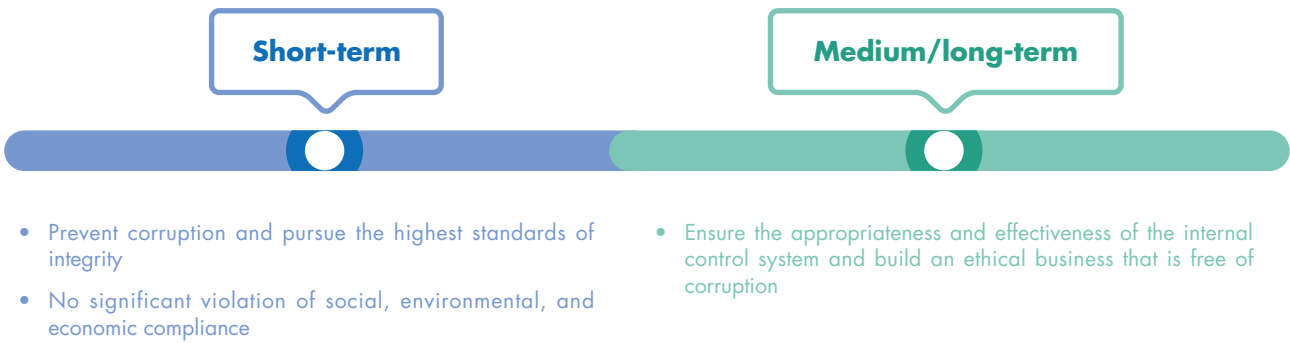 Short-term
Medium/long-term
• Prevent corruption and pursue the highest standards of
integrity
• No significant violation of social, environmental, and
economic compliance
• Ensure the appropriateness and effectiveness of the internal
control system and build an ethical business that is free of
corruption